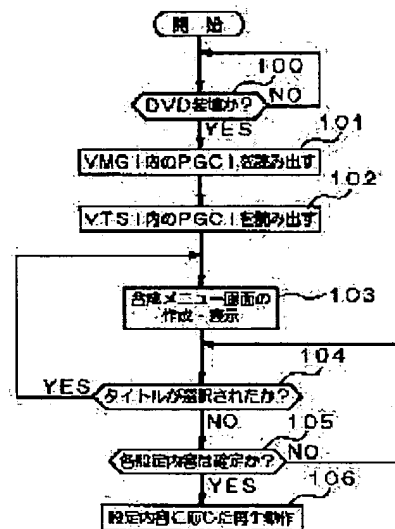 開始
100
DVD装填か?
NO
YES
101
VMGI内のPGCIを読み出す
102
VTSI内のPGCIを読み出す
合成メニュー画面の
作成・表示
103
104
YES
タイトルが選択されたか?
NO
105
各設定内容は確定か?
NO
YES
106
設定内容に応じた再生動作